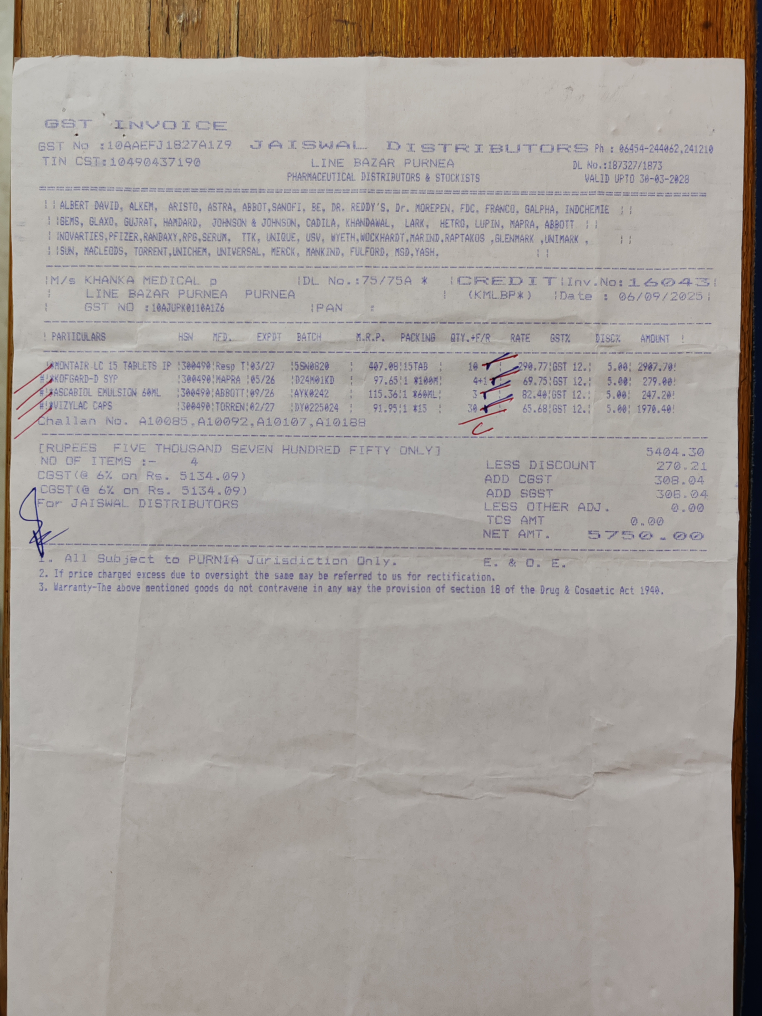 GST INVOICE
GST No :10AAEFJ1827A1Z9 JAISWAL DISTRIBUTORS Ph : 06454-244062,241210
TIN CST:10490437190 LINE BAZAR PURNEA DL No.:187/327/1873
PHARMACEUTICAL DISTRIBUTORS & STOCKISTS VALID UPTO 30-03-2028
ALBERT DAVID, ALKEM, ARISTO, ASTRA, ABBOT,SANOFI, BE, DR. REDDY'S, Dr. MOREPEN, FDC, FRANCO, GALPHA, INDCHEMIE
GEMS, GLAXO, GUJRAT, HAMDARD, JOHNSON & JOHNSON, CADILA, KHANDAWAL, LARK, HETRO, LUPIN, MAPRA, ABBOTT
NOVARTIES,PFIZER,RANDAXY,RPG,SERUM, TTK, UNIQUE, USV, WYETH,WOCKHARDT,MARIND,RAPTAKOS ,GLENMARK ,UNIMARK ,
SUN, MACLEODS, TORRENT,UNICHEM, UNIVERSAL, MERCK, MANKIND, FULFORD, MSD,YASH,
M/s KHANKA MEDICAL p DL No.:75/75A * CREDIT Inv.No:16043
LINE BAZAR PURNEA PURNEA (KMLBP*) Date : 06/09/2025
GST NO :10AJUPK0110A1Z6 PAN :
PARTICULARS HSN MFD. EXPDT BATCH M.R.P. PACKING QTY.+F/R RATE GST% DISC% AMOUNT
MONTAIR LC 15 TABLETS IP 300490 Resp T 03/27 407.08 15TAB 10 290.77 GST 12. 5.00 2907.70
KOFGARD-D SYP 300490 MAPRA 05/26 D24M01KD 97.65 1 *100M 4+1 69.75 GST 12. 5.00 279.00
ASCABIOL EMULSION 60ML 300490 ABBOTT 09/26 AYK0242 115.36 1 *60ML 3 82.40 GST 12. 5.00 247.20
VIZYLAC CAPS 300490 TORREN 02/27 DY0225024 91.95 1 *15 30 65.68 GST 12. 5.00 1970.40
Challan No. A10085,A10092,A10107,A10188
[RUPEES FIVE THOUSAND SEVEN HUNDRED FIFTY ONLY] 5404.30
NO OF ITEMS :- 4 LESS DISCOUNT 270.21
CGST(@ 6% on Rs. 5134.09) ADD CGST 308.04
CGST(@ 6% on Rs. 5134.09) ADD SGST 308.04
For JAISWAL DISTRIBUTORS LESS OTHER ADJ. 0.00
TCS AMT 0.00
NET AMT. 5750.00
1. All Subject to PURNIA Jurisdiction Only. E. & O. E.
2. If price charged excess due to oversight the same may be referred to us for rectification.
3. Warranty-The above mentioned goods do not contravene in any way the provision of section 18 of the Drug & Cosmetic Act 1940.